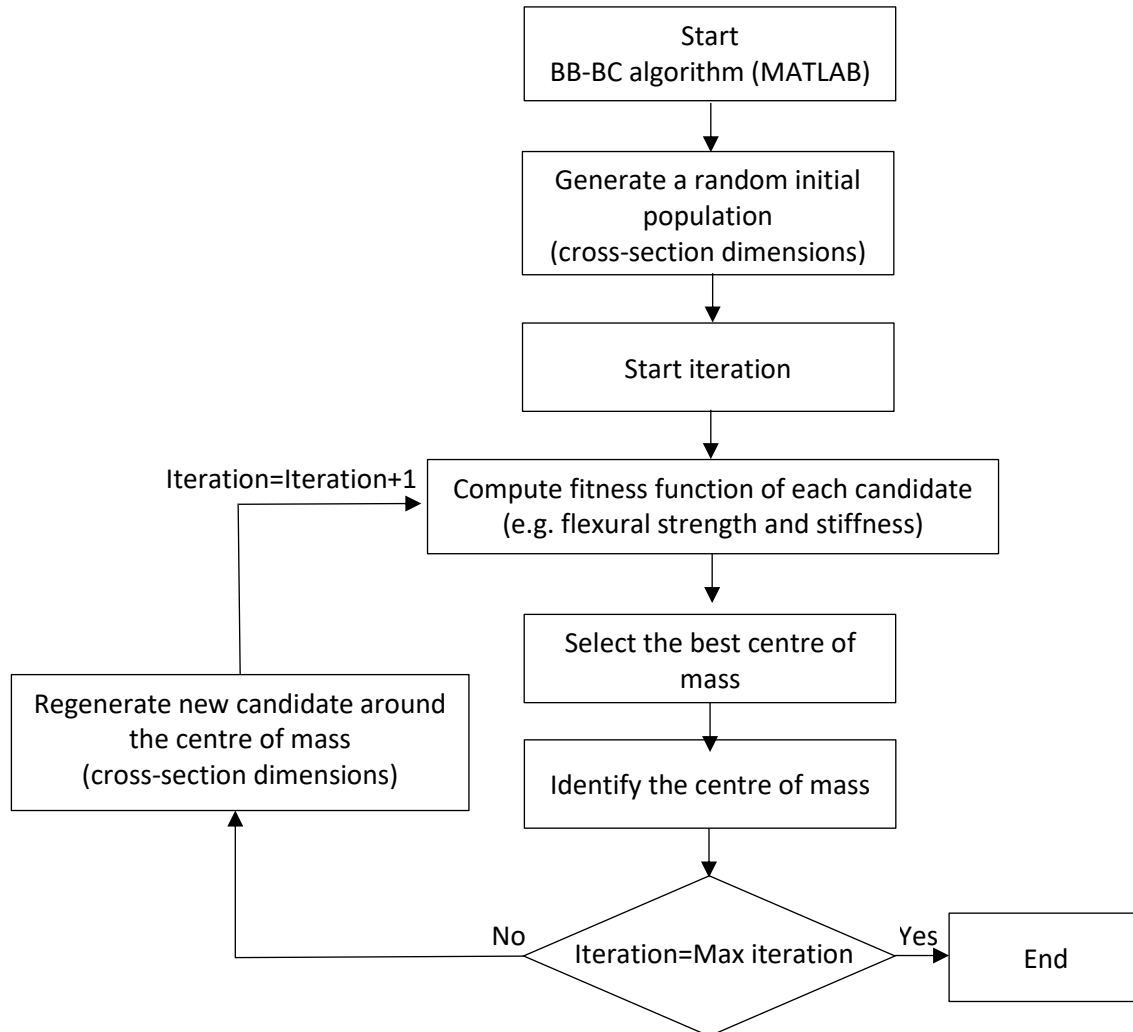 Start
BB-BC algorithm (MATLAB)
Generate a random initial
population
(cross-section dimensions)
Start iteration
Iteration=Iteration+1
Compute fitness function of each candidate
(e.g. flexural strength and stiffness)
Select the best centre of
mass
Regenerate new candidate around
the centre of mass
(cross-section dimensions)
Identify the centre of mass
No
Iteration=Max iteration
Yes
End